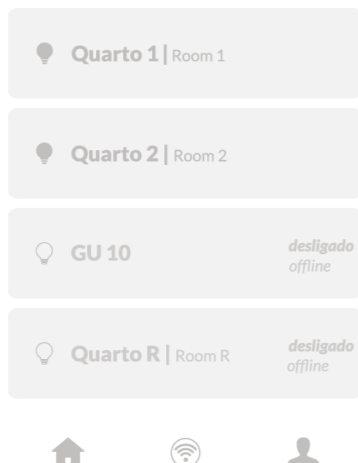 Quarto 1 | Room 1
Quarto 2 | Room 2
GU 10
desligado
offline
Quarto R | Room R
desligado
offline